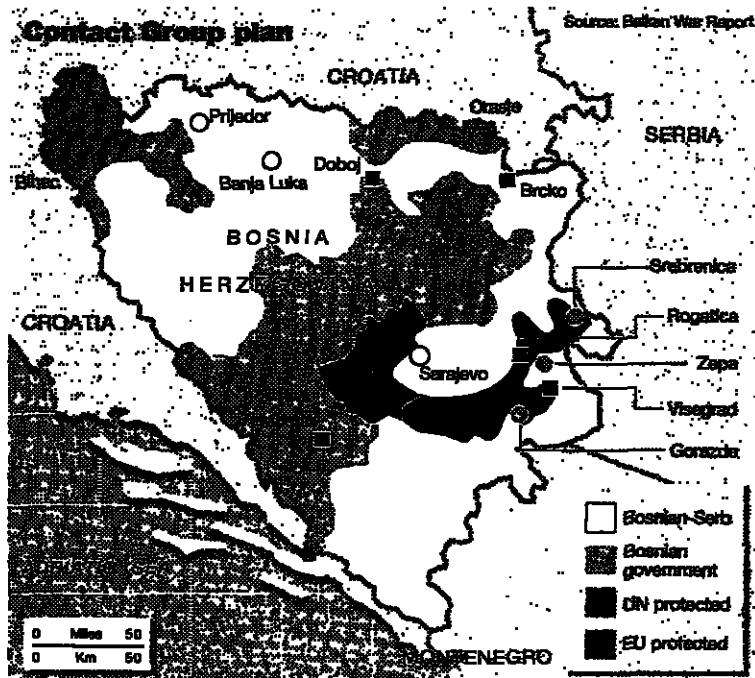 Contact Group plan
Source: Balkan War Report
CROATIA
Orasje
SERBIA
Prijedor
Doboj
Bihac
Banja Luka
Brcko
BOSNIA
Srebrenica
HERZEGOVINA
CROATIA
Rogatica
Sarajevo
Zepa
Visegrad
Gorazde
Bosnian-Serb
Bosnian
government
UN protected
EU protected
0 Miles 50
0 Km 50
MONTENEGRO